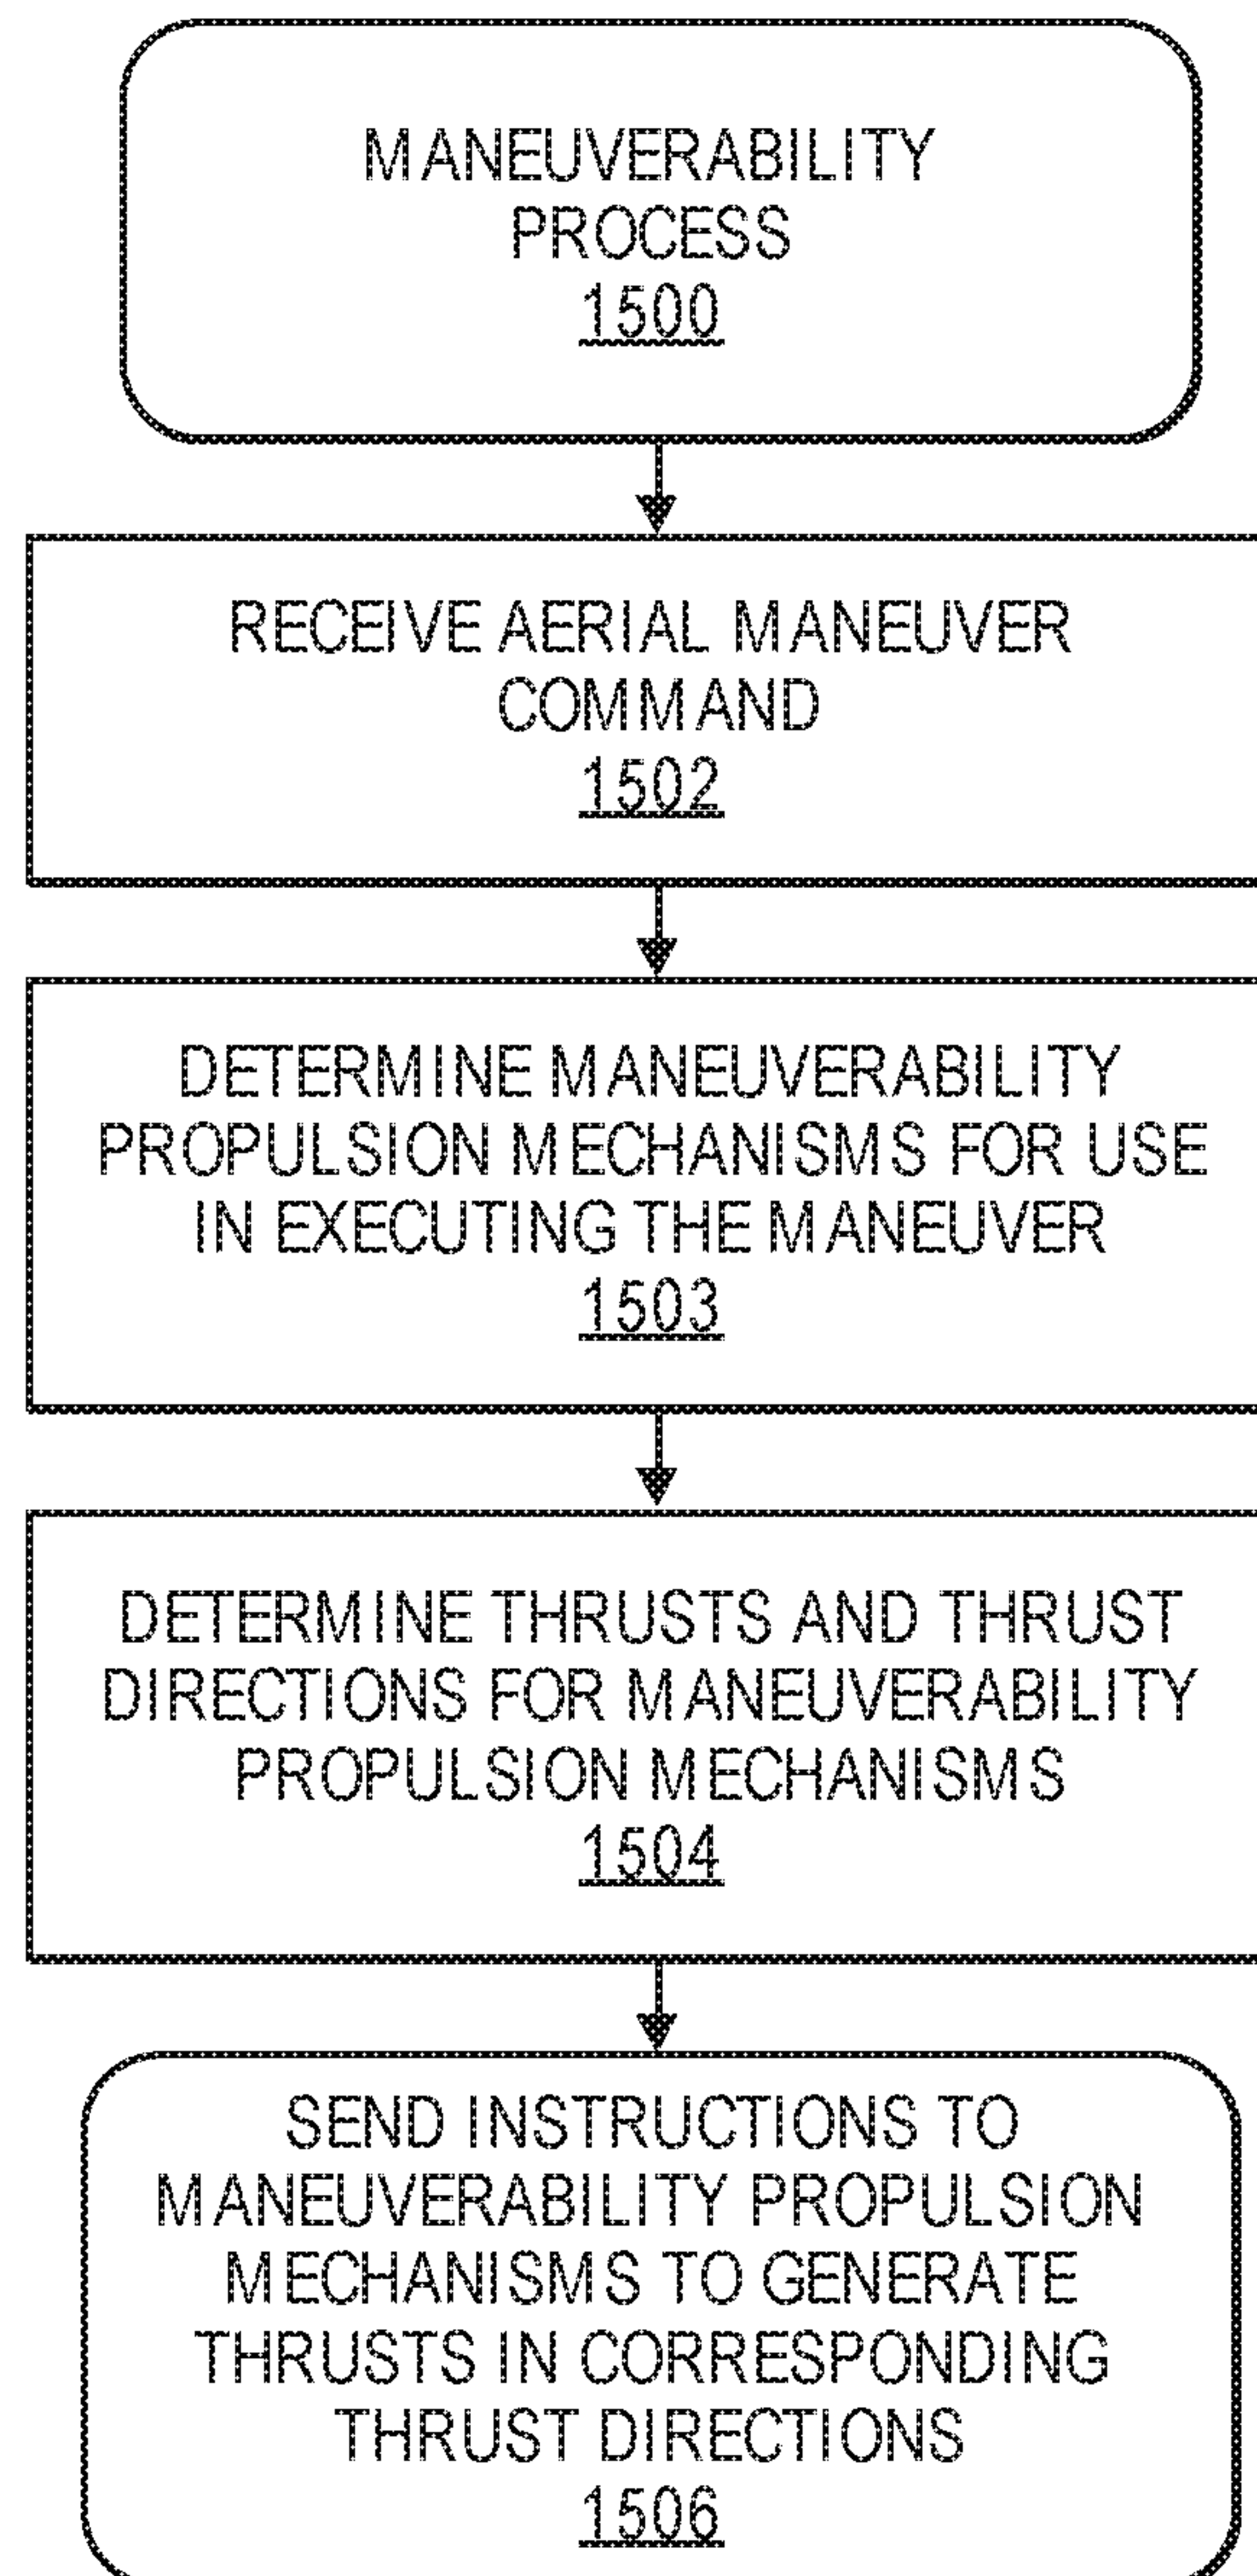 MANEUVERABILITY
PROCESS
1500
RECEIVE AERIAL MANEUVER
COMMAND
1502
DETERMINE MANEUVERABILITY
PROPULSION MECHANISMS FOR USE
IN EXECUTING THE MANEUVER
1503
DETERMINE THRUSTS AND THRUST
DIRECTIONS FOR MANEUVERABILITY
PROPULSION MECHANISMS
1504
SEND INSTRUCTIONS TO
MANEUVERABILITY PROPULSION
MECHANISMS TO GENERATE
THRUSTS IN CORRESPONDING
THRUST DIRECTIONS
1506